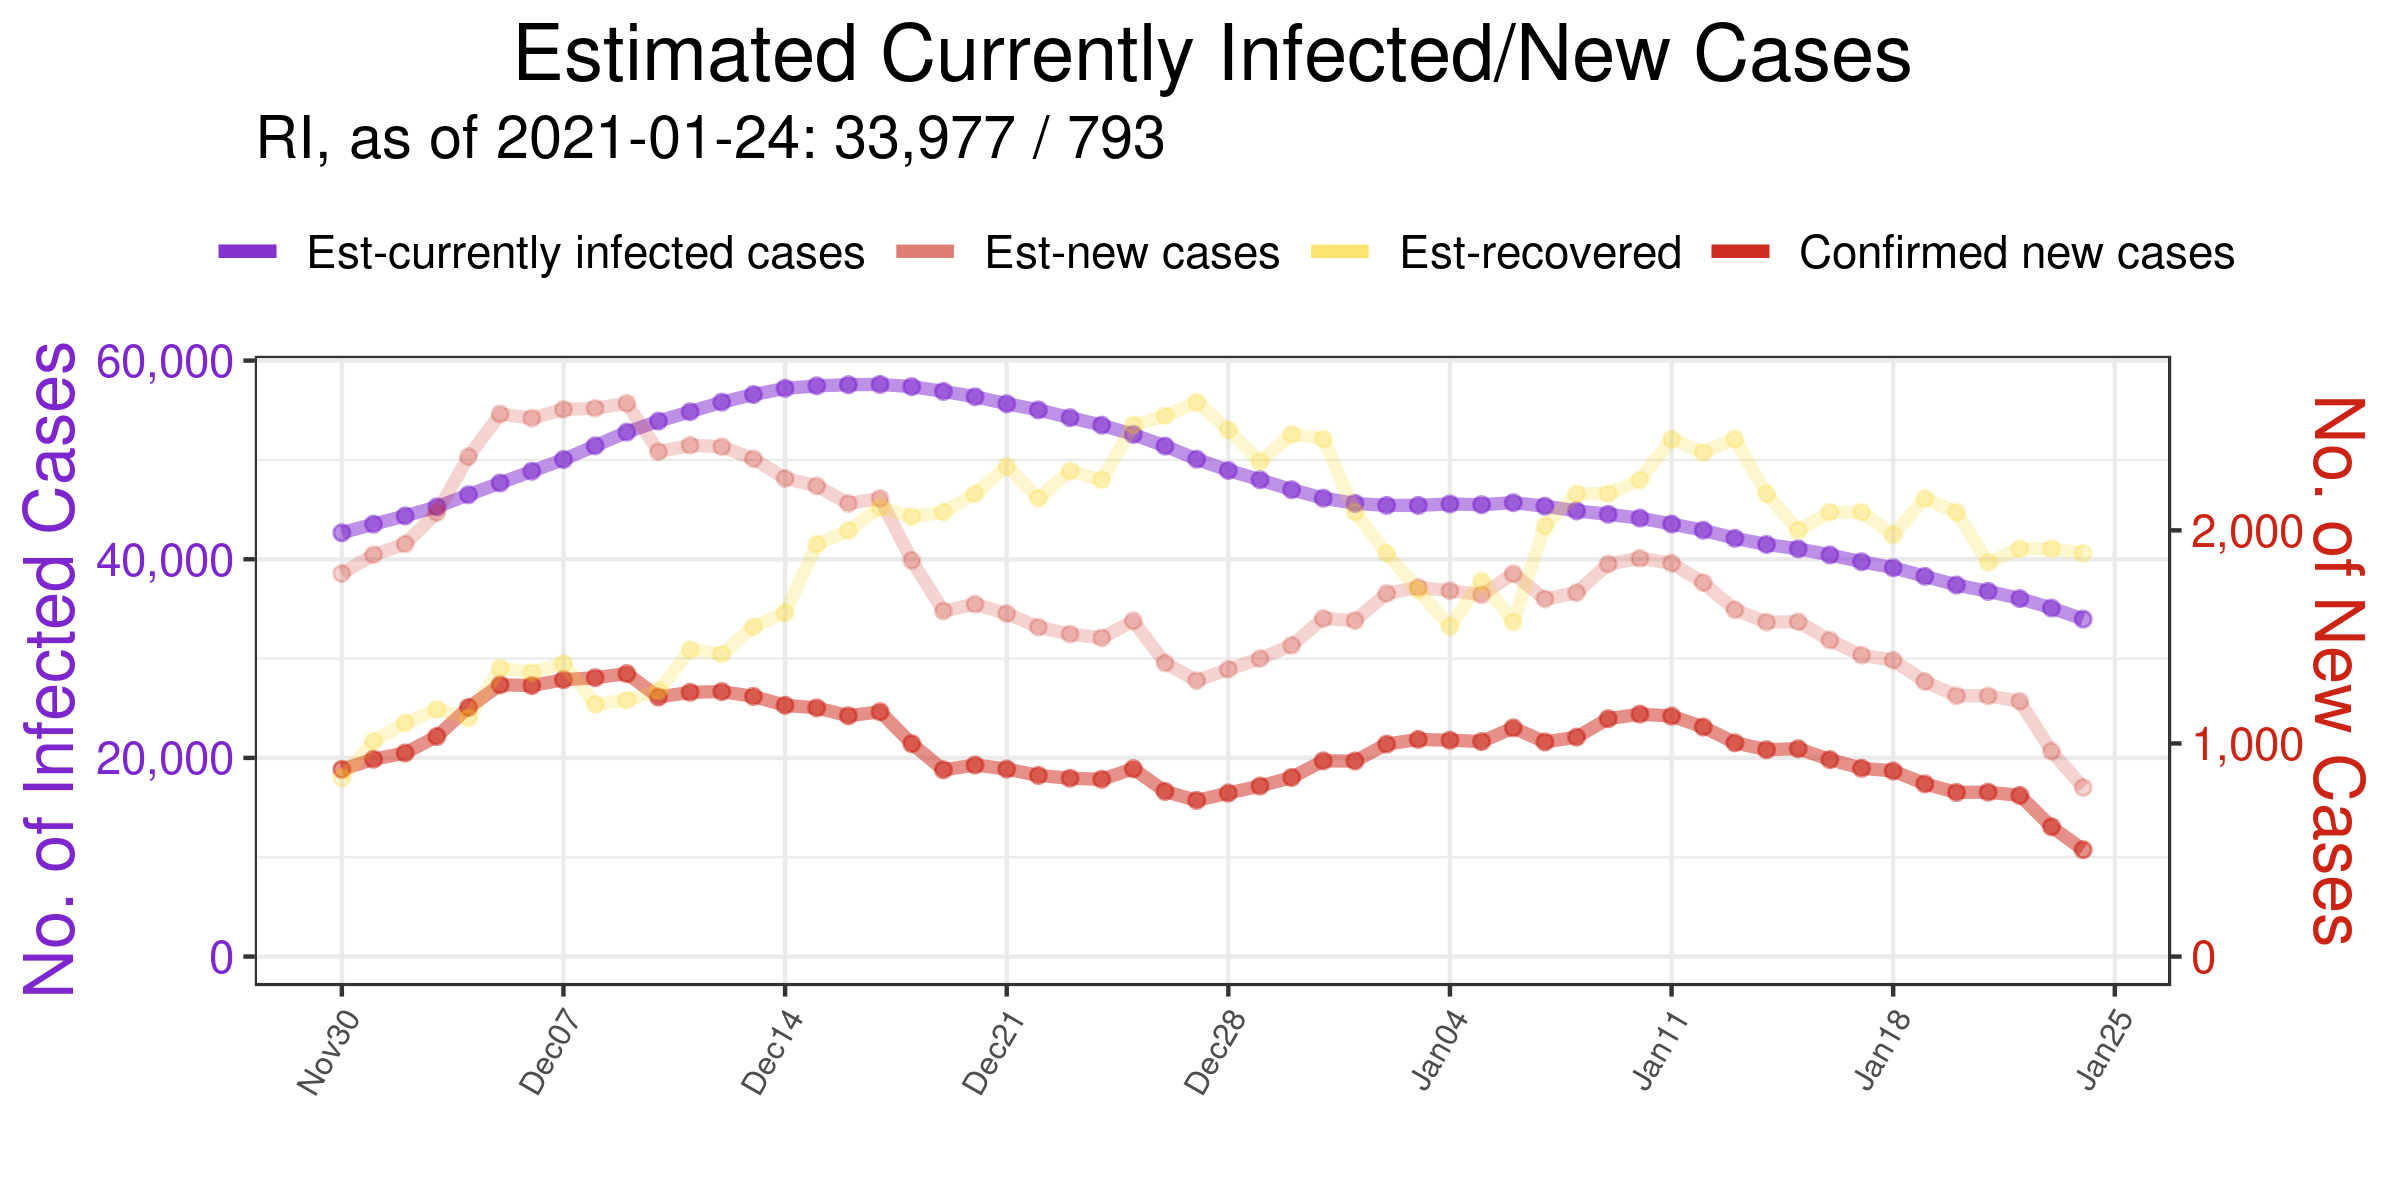 Estimated Currently Infected/New Cases
RI, as of 2021-01-24: 33,977 / 793
Est-currently infected cases Est-new cases Est-recovered Confirmed new cases
No. of Infected Cases
60,000
40,000
20,000
0
2,000
1,000
0
No. of New Cases
Nov30 Dec07 Dec14 Dec21 Dec28 Jan04 Jan11 Jan18 Jan25